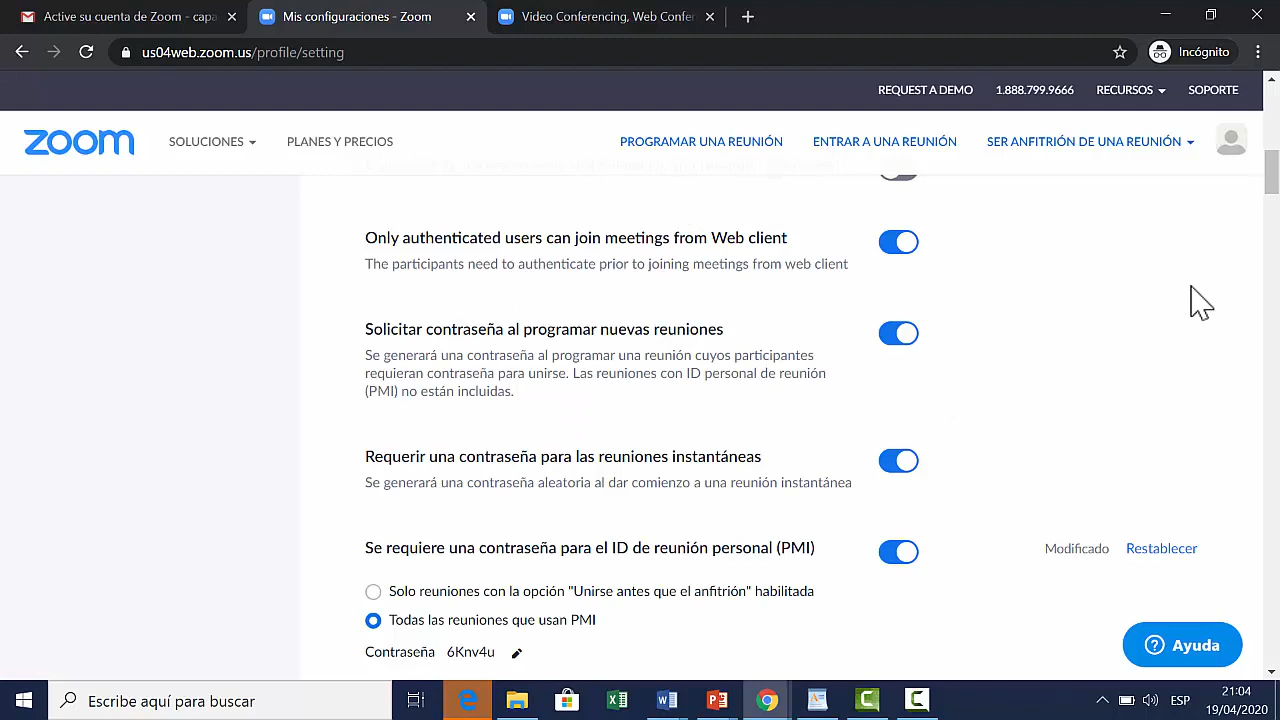 Active su cuenta de Zoom - capa
Mis configuraciones - Zoom
Video Conferencing, Web Confer
us04web.zoom.us/profile/setting
Incógnito
REQUEST A DEMO
1.888.799.9666
RECURSOS
SOPORTE
zoom
SOLUCIONES
PLANES Y PRECIOS
PROGRAMAR UNA REUNIÓN
ENTRAR A UNA REUNIÓN
SER ANFITRIÓN DE UNA REUNIÓN
Only authenticated users can join meetings from Web client
The participants need to authenticate prior to joining meetings from web client
Solicitar contraseña al programar nuevas reuniones
Se generará una contraseña al programar una reunión cuyos participantes
requieran contraseña para unirse. Las reuniones con ID personal de reunión
(PMI) no están incluidas.
Requerir una contraseña para las reuniones instantáneas
Se generará una contraseña aleatoria al dar comienzo a una reunión instantánea
Se requiere una contraseña para el ID de reunión personal (PMI)
Modificado
Restablecer
Solo reuniones con la opción "Unirse antes que el anfitrión" habilitada
Todas las reuniones que usan PMI
Contraseña 6Knv4u
Ayuda
Escribe aquí para buscar
ESP
21:04
19/04/2020